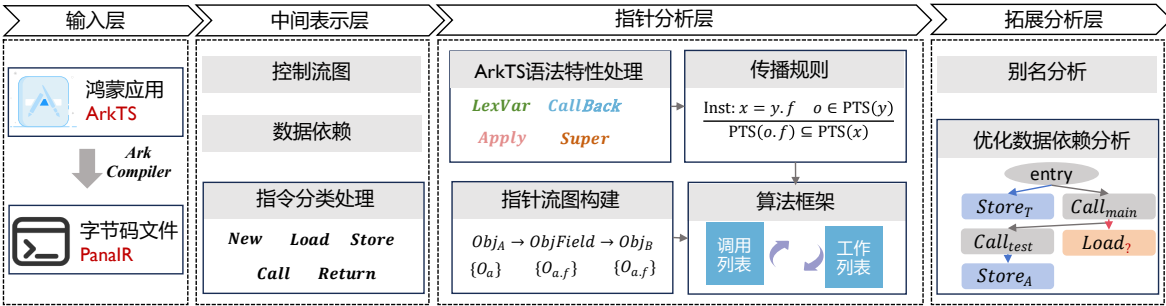 输入层
鸿蒙应用
ArkTS
Ark
Compiler
字节码文件
PanaIR
中间表示层
控制流图
数据依赖
指令分类处理
New Load Store
Call Return
指针分析层
ArkTS语法特性处理
LexVar CallBack
Apply Super
传播规则
Inst: x = y.f o ∈ PTS(y)
PTS(o.f) ⊆ PTS(x)
指针流图构建
Obj_A → ObjField → Obj_B
{O_a} {O_a.f} {O_a.f}
算法框架
调用
列表
工作
列表
拓展分析层
别名分析
优化数据依赖分析
entry
Store_T Call_main
Call_test Load_?
Store_A